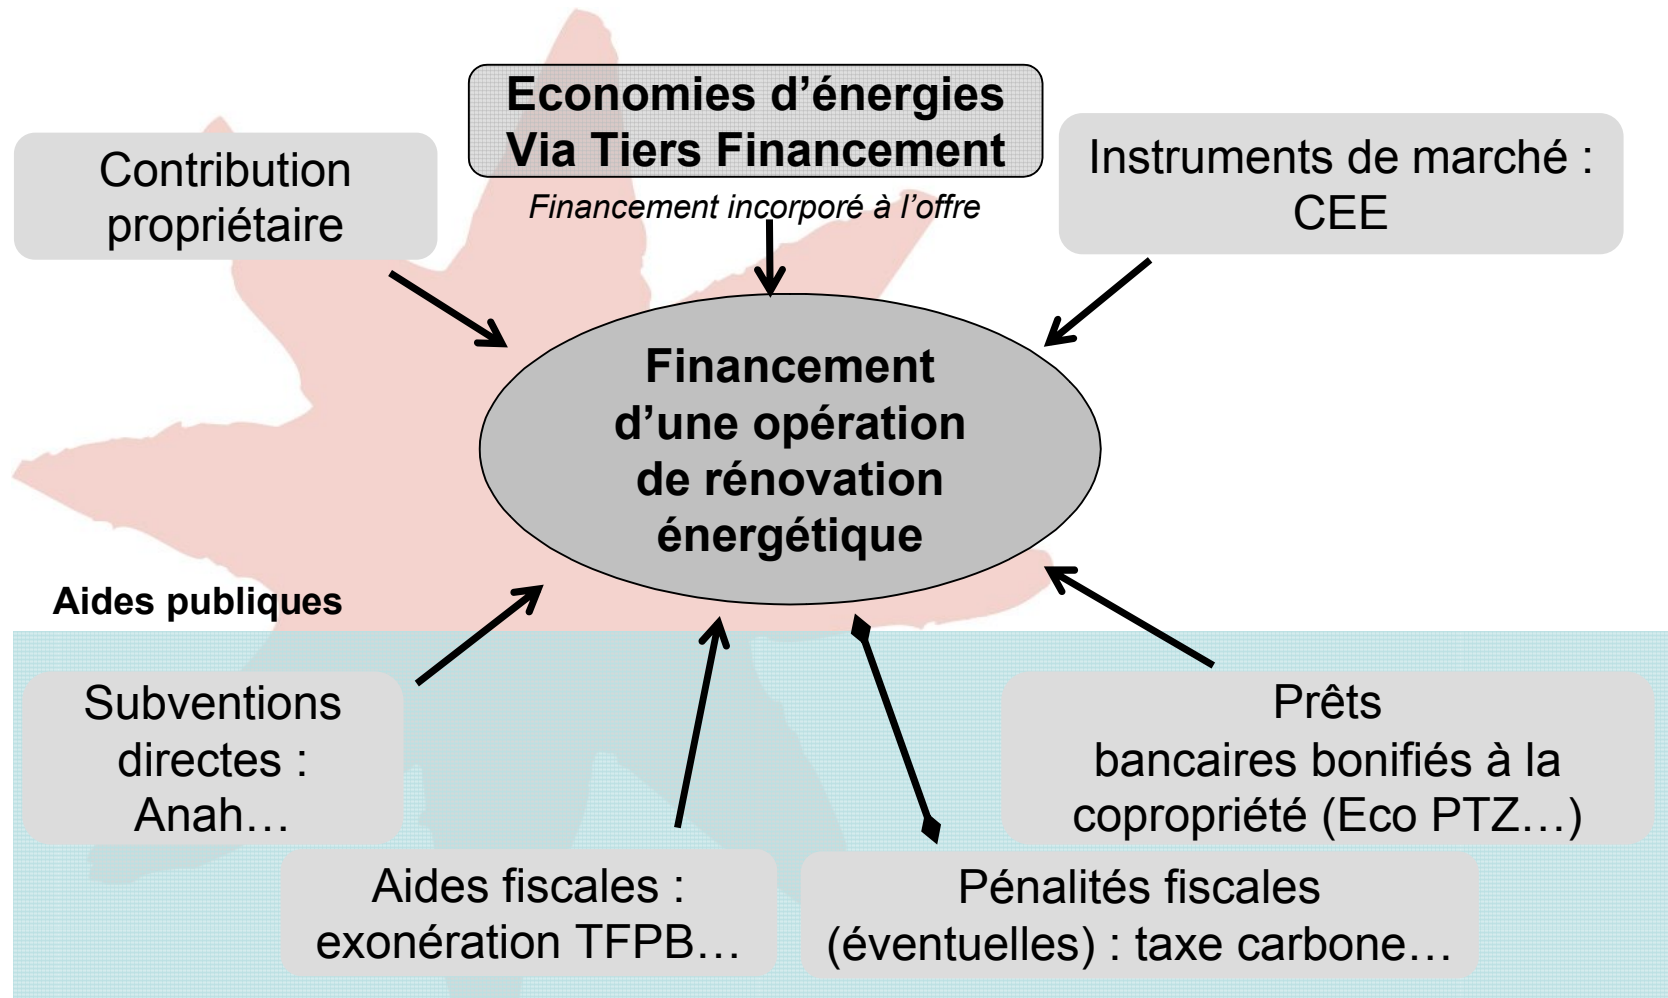 Economies d’énergies
Via Tiers Financement
Financement incorporé à l’offre
Contribution
propriétaire
Instruments de marché :
CEE
Financement
d’une opération
de rénovation
énergétique
Aides publiques
Subventions
directes :
Anah…
Prêts
bancaires bonifiés à la
copropriété (Eco PTZ…)
Aides fiscales :
exonération TFPB…
Pénalités fiscales
(éventuelles) : taxe carbone…